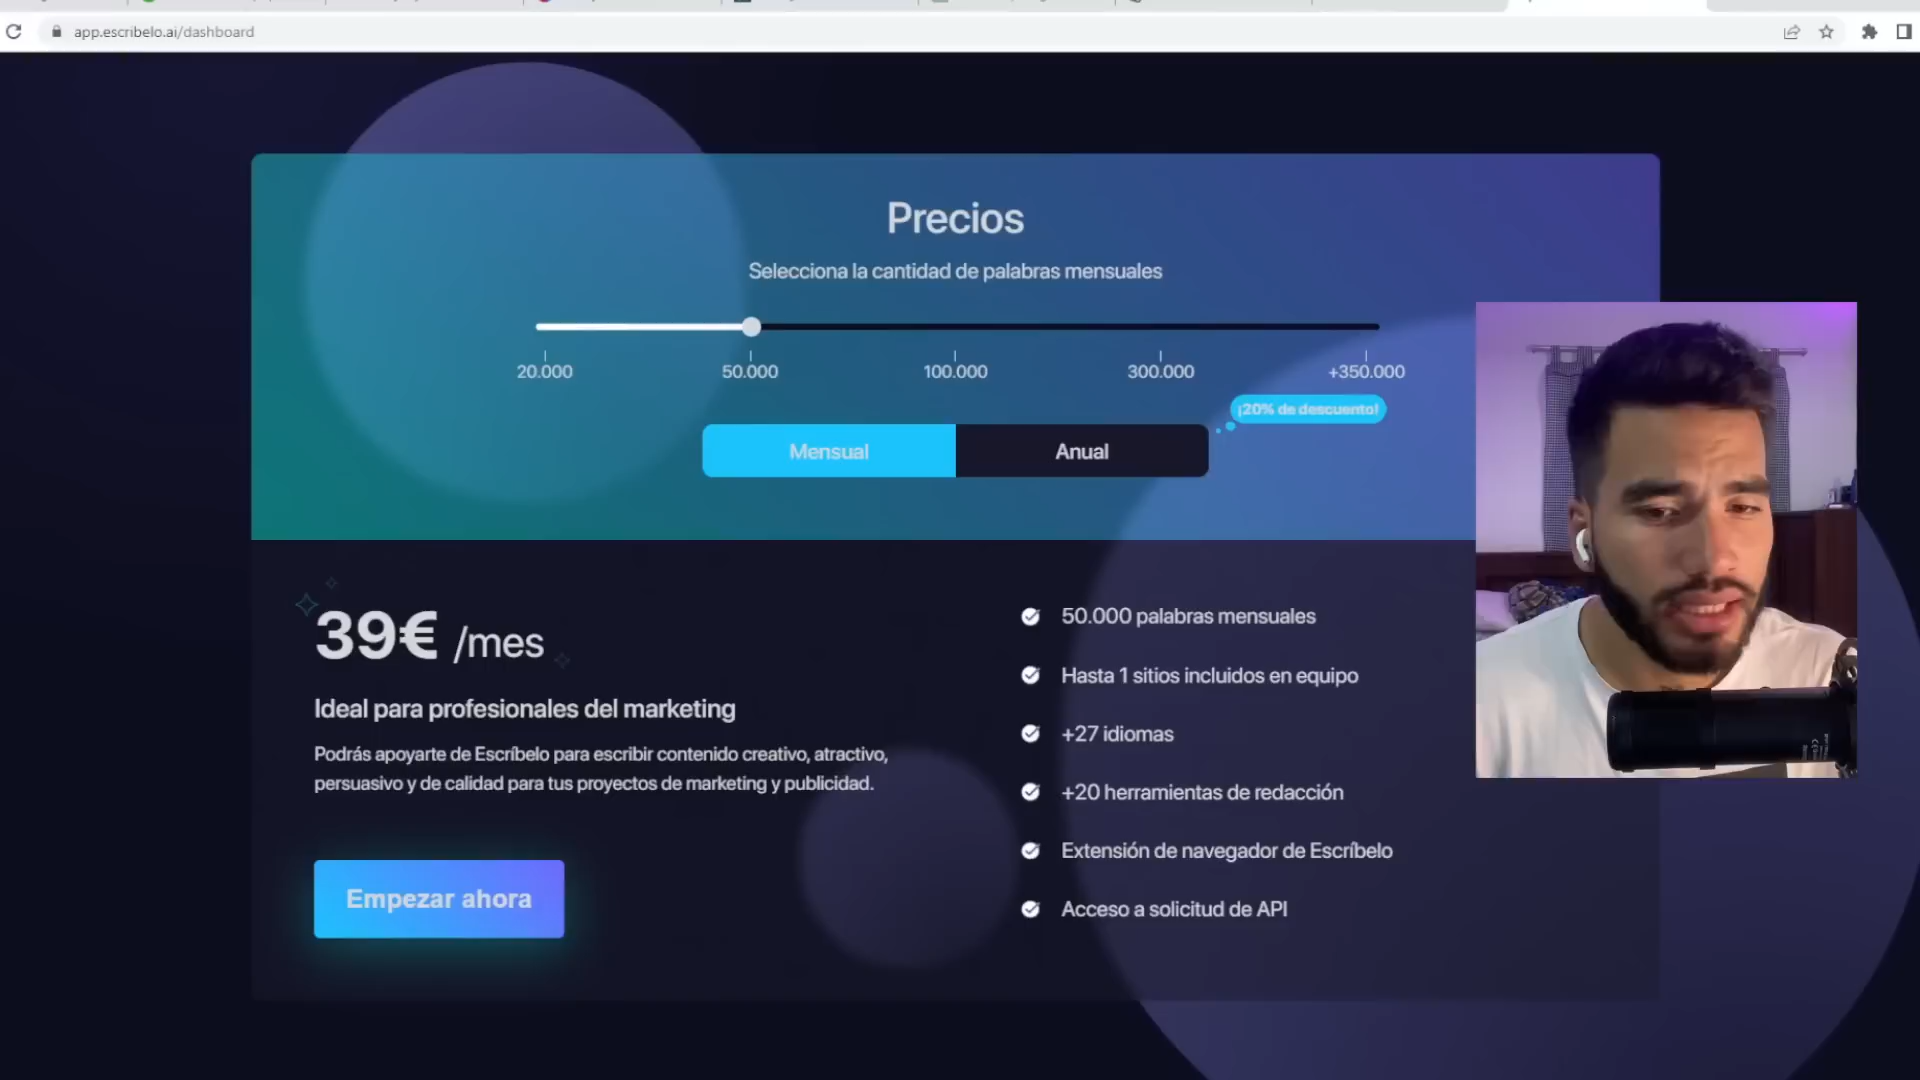 app.escribelo.ai/dashboard
Precios
Selecciona la cantidad de palabras mensuales
20.000 50.000 100.000 300.000 +350.000
¡20% de descuento!
Mensual Anual
39€ /mes
Ideal para profesionales del marketing
Podrás apoyarte de Escríbelo para escribir contenido creativo, atractivo,
persuasivo y de calidad para tus proyectos de marketing y publicidad.
Empezar ahora
50.000 palabras mensuales
Hasta 1 sitios incluidos en equipo
+27 idiomas
+20 herramientas de redacción
Extensión de navegador de Escríbelo
Acceso a solicitud de API